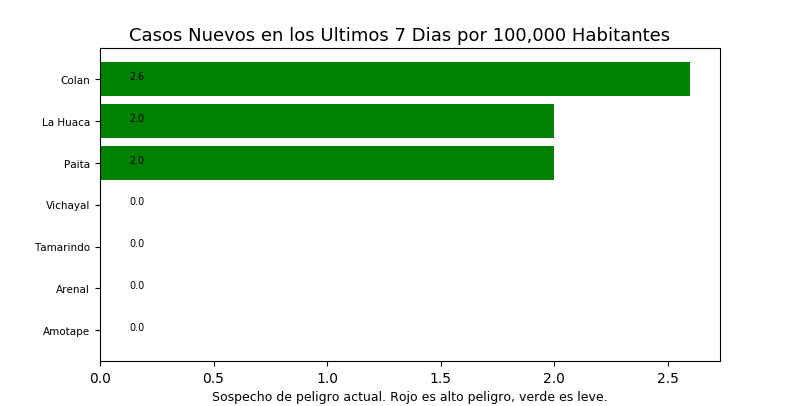 Casos Nuevos en los Ultimos 7 Dias por 100,000 Habitantes
Colan 2.6
La Huaca 2.0
Paita 2.0
Vichayal 0.0
Tamarindo 0.0
Arenal 0.0
Amotape 0.0
0.0 0.5 1.0 1.5 2.0 2.5
Sospecho de peligro actual. Rojo es alto peligro, verde es leve.